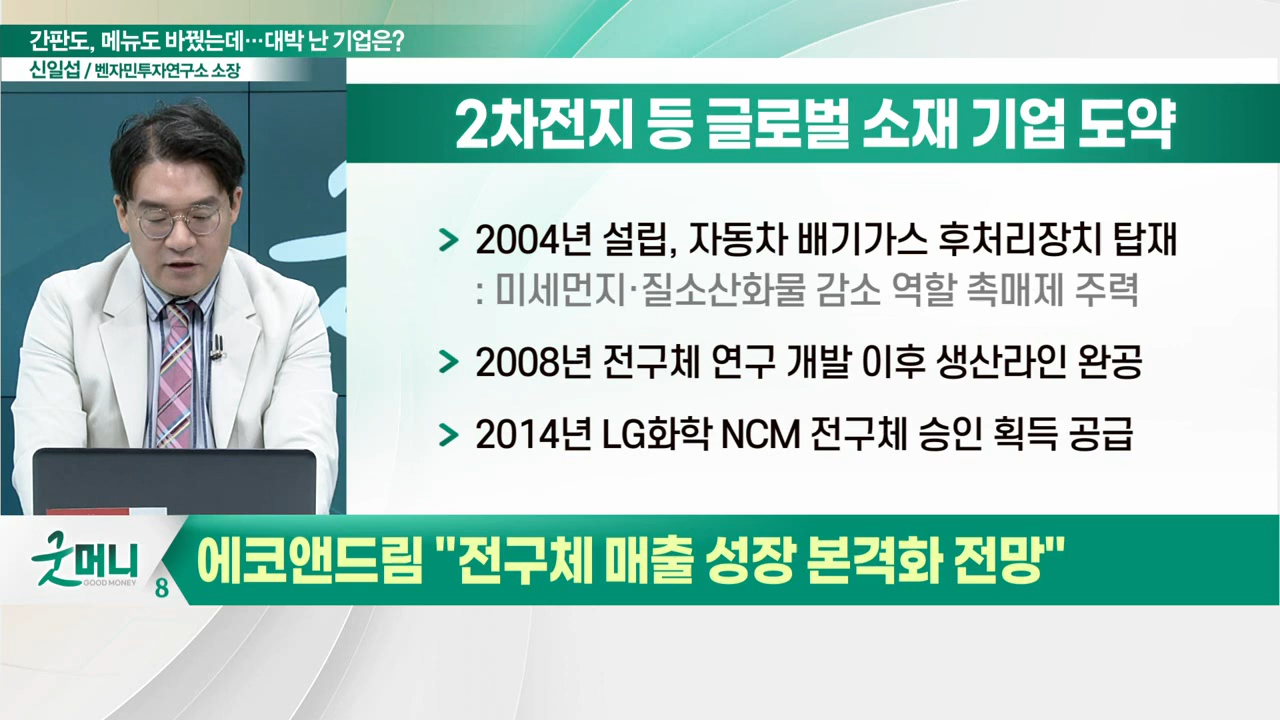 간판도, 메뉴도 바꿨는데…대박 난 기업은?
신일섭 / 벤자민투자연구소 소장
2차전지 등 글로벌 소재 기업 도약
> 2004년 설립, 자동차 배기가스 후처리장치 탑재
: 미세먼지·질소산화물 감소 역할 촉매제 주력
> 2008년 전구체 연구 개발 이후 생산라인 완공
> 2014년 LG화학 NCM 전구체 승인 획득 공급
굿머니
GOOD MONEY
8
에코앤드림 "전구체 매출 성장 본격화 전망"